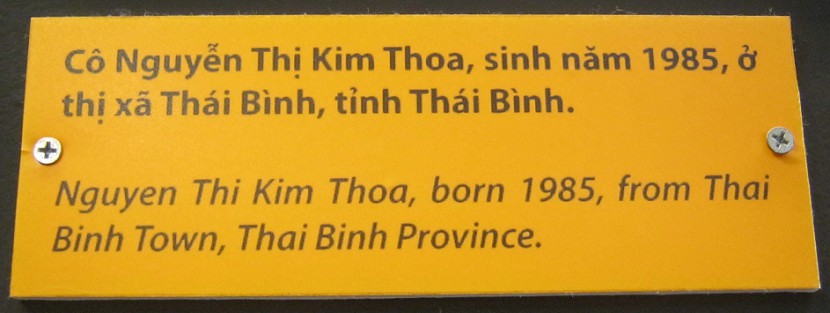 Cô Nguyễn Thị Kim Thoa, sinh năm 1985, ở
thị xã Thái Bình, tỉnh Thái Bình.
Nguyen Thi Kim Thoa, born 1985, from Thai
Binh Town, Thai Binh Province.